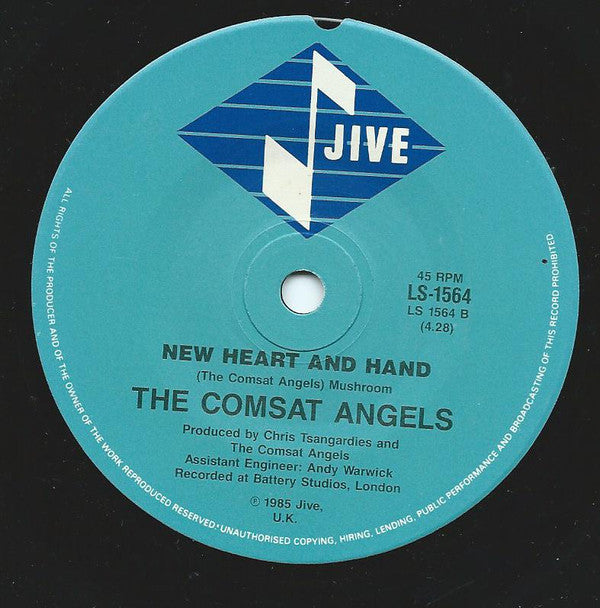 JIVE
45 RPM
LS-1564
LS 1564 B
(4.28)
NEW HEART AND HAND
(The Comsat Angels) Mushroom
THE COMSAT ANGELS
Produced by Chris Tsangardies and
The Comsat Angels
Assistant Engineer: Andy Warwick
Recorded at Battery Studios, London
℗ 1985 Jive,
U.K.
ALL RIGHTS OF THE PRODUCER AND OF THE OWNER OF THE WORK REPRODUCED RESERVED. UNAUTHORISED COPYING, HIRING, LENDING, PUBLIC PERFORMANCE AND BROADCASTING OF THIS RECORD PROHIBITED